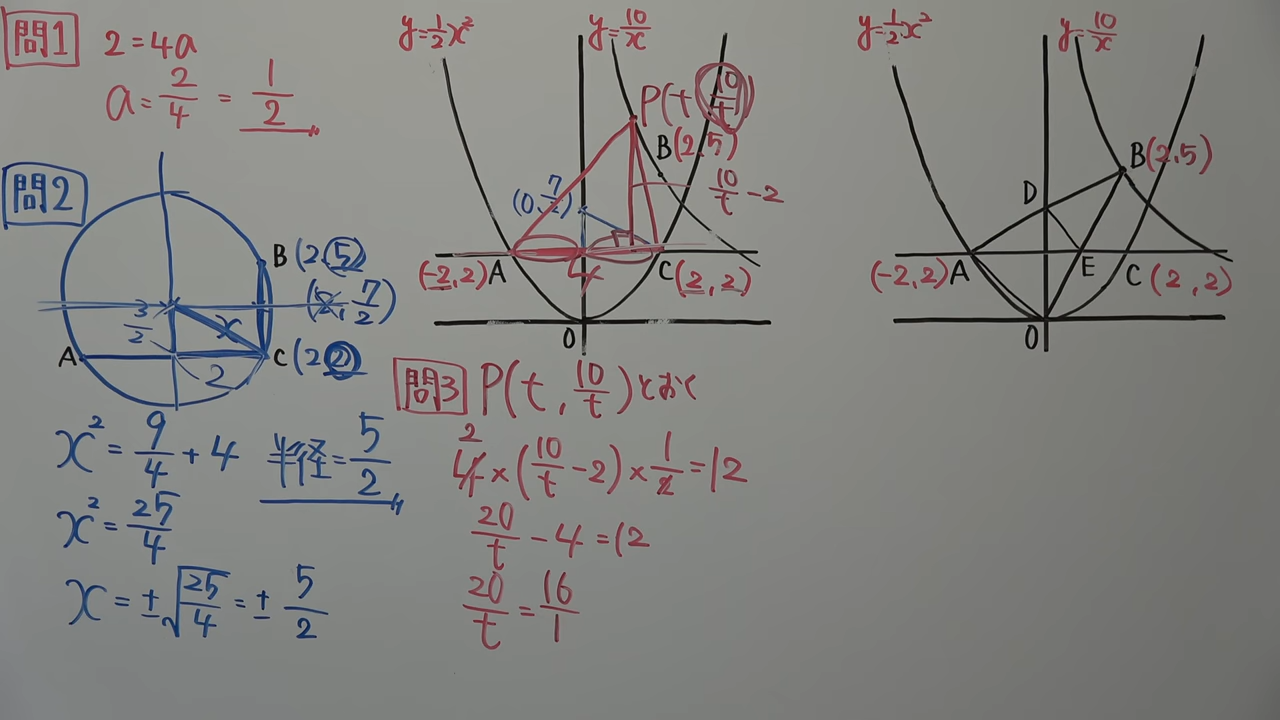 問1
2=4a
a=2/4=1/2
問2
B(2,5)
(2,7/2)
3/2
x
2
A
C(2,2)
x²=9/4+4
半径=5/2
x²=25/4
x=±√25/4=±5/2
y=1/2x²
y=10/x
P(t,10/t)
B(2,5)
(0,7/2)
10/t-2
(-2,2)A
4
C(2,2)
O
問3 P(t,10/t)とおく
2
4×(10/t-2)×1/2=12
20/t-4=12
20/t=16/1
y=1/2x²
y=10/x
B(2,5)
D
(-2,2)A
E
C(2,2)
O